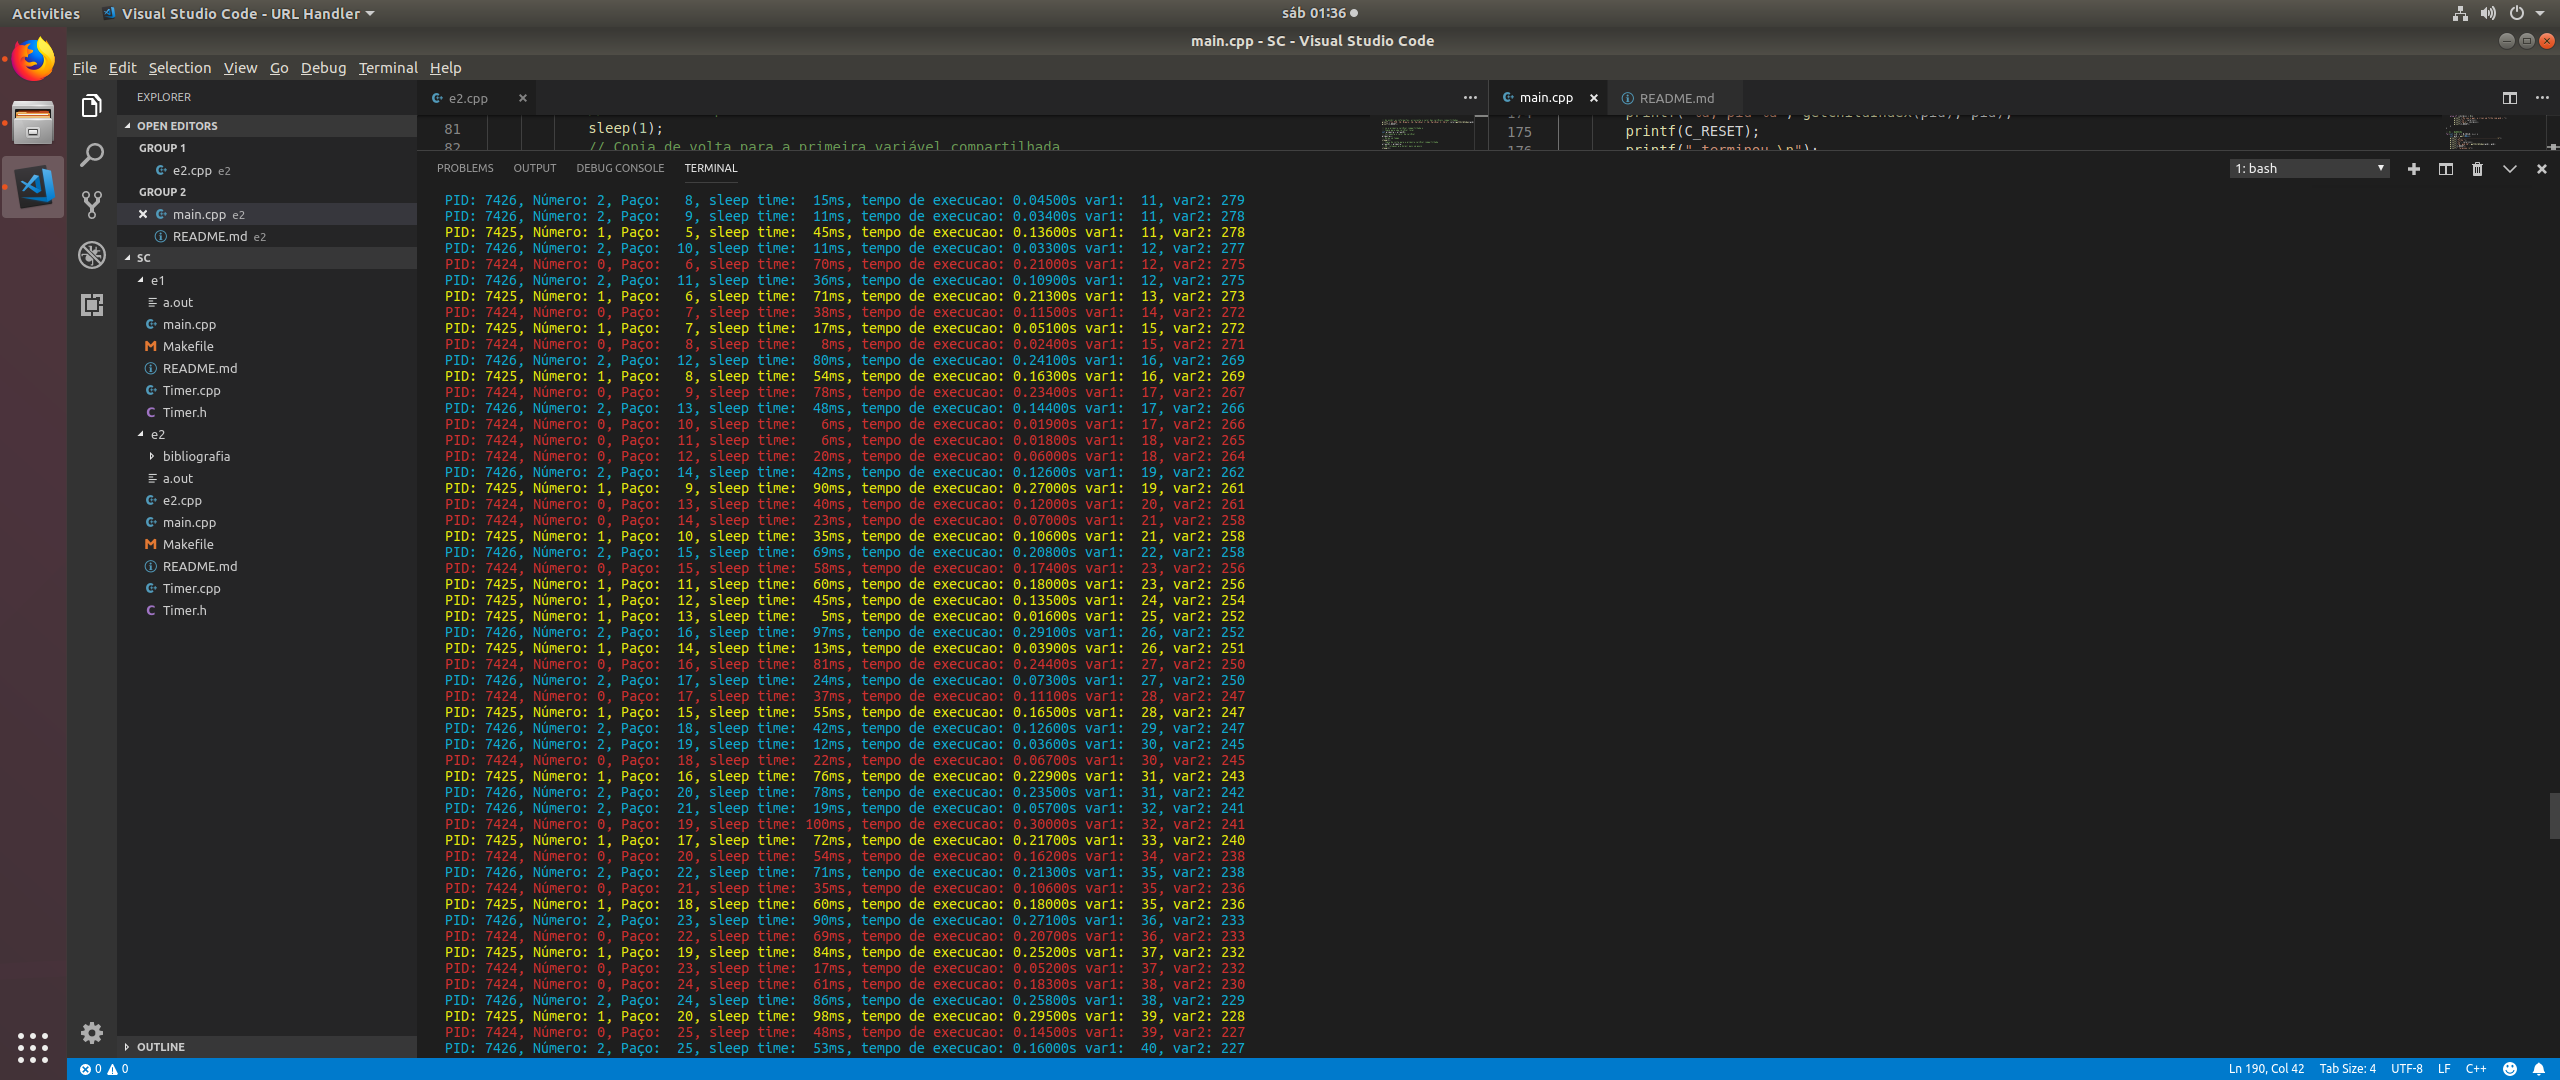 Activities
Visual Studio Code - URL Handler
sáb 01:36
main.cpp - SC - Visual Studio Code
File Edit Selection View Go Debug Terminal Help
EXPLORER
OPEN EDITORS
GROUP 1
e2.cpp e2
GROUP 2
main.cpp e2
README.md e2
SC
e1
a.out
main.cpp
Makefile
README.md
Timer.cpp
Timer.h
e2
bibliografia
a.out
e2.cpp
main.cpp
Makefile
README.md
Timer.cpp
Timer.h
OUTLINE
e2.cpp
81 sleep(1);
82 // Copia de volta para a primeira variável compartilhada
main.cpp
README.md
175 printf(C_RESET);
176 printf(" terminou.\n");
PROBLEMS OUTPUT DEBUG CONSOLE TERMINAL
1: bash
PID: 7426, Número: 2, Paço:   8, sleep time:  15ms, tempo de execucao: 0.04500s var1:  11, var2: 279
PID: 7426, Número: 2, Paço:   9, sleep time:  11ms, tempo de execucao: 0.03400s var1:  11, var2: 278
PID: 7425, Número: 1, Paço:   5, sleep time:  45ms, tempo de execucao: 0.13600s var1:  11, var2: 278
PID: 7426, Número: 2, Paço:  10, sleep time:  11ms, tempo de execucao: 0.03300s var1:  12, var2: 277
PID: 7424, Número: 0, Paço:   6, sleep time:  70ms, tempo de execucao: 0.21000s var1:  12, var2: 275
PID: 7426, Número: 2, Paço:  11, sleep time:  36ms, tempo de execucao: 0.10900s var1:  12, var2: 275
PID: 7425, Número: 1, Paço:   6, sleep time:  71ms, tempo de execucao: 0.21300s var1:  13, var2: 273
PID: 7424, Número: 0, Paço:   7, sleep time:  38ms, tempo de execucao: 0.11500s var1:  14, var2: 272
PID: 7425, Número: 1, Paço:   7, sleep time:  17ms, tempo de execucao: 0.05100s var1:  15, var2: 272
PID: 7424, Número: 0, Paço:   8, sleep time:   8ms, tempo de execucao: 0.02400s var1:  15, var2: 271
PID: 7426, Número: 2, Paço:  12, sleep time:  80ms, tempo de execucao: 0.24100s var1:  16, var2: 269
PID: 7425, Número: 1, Paço:   8, sleep time:  54ms, tempo de execucao: 0.16300s var1:  16, var2: 269
PID: 7424, Número: 0, Paço:   9, sleep time:  78ms, tempo de execucao: 0.23400s var1:  17, var2: 267
PID: 7426, Número: 2, Paço:  13, sleep time:  48ms, tempo de execucao: 0.14400s var1:  17, var2: 266
PID: 7424, Número: 0, Paço:  10, sleep time:   6ms, tempo de execucao: 0.01900s var1:  17, var2: 266
PID: 7424, Número: 0, Paço:  11, sleep time:   6ms, tempo de execucao: 0.01800s var1:  18, var2: 265
PID: 7424, Número: 0, Paço:  12, sleep time:  20ms, tempo de execucao: 0.06000s var1:  18, var2: 264
PID: 7426, Número: 2, Paço:  14, sleep time:  42ms, tempo de execucao: 0.12600s var1:  19, var2: 262
PID: 7425, Número: 1, Paço:   9, sleep time:  90ms, tempo de execucao: 0.27000s var1:  19, var2: 261
PID: 7424, Número: 0, Paço:  13, sleep time:  40ms, tempo de execucao: 0.12000s var1:  20, var2: 261
PID: 7424, Número: 0, Paço:  14, sleep time:  23ms, tempo de execucao: 0.07000s var1:  21, var2: 258
PID: 7425, Número: 1, Paço:  10, sleep time:  35ms, tempo de execucao: 0.10600s var1:  21, var2: 258
PID: 7426, Número: 2, Paço:  15, sleep time:  69ms, tempo de execucao: 0.20800s var1:  22, var2: 258
PID: 7424, Número: 0, Paço:  15, sleep time:  58ms, tempo de execucao: 0.17400s var1:  23, var2: 256
PID: 7425, Número: 1, Paço:  11, sleep time:  60ms, tempo de execucao: 0.18000s var1:  23, var2: 256
PID: 7425, Número: 1, Paço:  12, sleep time:  45ms, tempo de execucao: 0.13500s var1:  24, var2: 254
PID: 7425, Número: 1, Paço:  13, sleep time:   5ms, tempo de execucao: 0.01600s var1:  25, var2: 252
PID: 7426, Número: 2, Paço:  16, sleep time:  97ms, tempo de execucao: 0.29100s var1:  26, var2: 252
PID: 7425, Número: 1, Paço:  14, sleep time:  13ms, tempo de execucao: 0.03900s var1:  26, var2: 251
PID: 7424, Número: 0, Paço:  16, sleep time:  81ms, tempo de execucao: 0.24400s var1:  27, var2: 250
PID: 7426, Número: 2, Paço:  17, sleep time:  24ms, tempo de execucao: 0.07300s var1:  27, var2: 250
PID: 7424, Número: 0, Paço:  17, sleep time:  37ms, tempo de execucao: 0.11100s var1:  28, var2: 247
PID: 7425, Número: 1, Paço:  15, sleep time:  55ms, tempo de execucao: 0.16500s var1:  28, var2: 247
PID: 7426, Número: 2, Paço:  18, sleep time:  42ms, tempo de execucao: 0.12600s var1:  29, var2: 247
PID: 7426, Número: 2, Paço:  19, sleep time:  12ms, tempo de execucao: 0.03600s var1:  30, var2: 245
PID: 7424, Número: 0, Paço:  18, sleep time:  22ms, tempo de execucao: 0.06700s var1:  30, var2: 245
PID: 7425, Número: 1, Paço:  16, sleep time:  76ms, tempo de execucao: 0.22900s var1:  31, var2: 243
PID: 7426, Número: 2, Paço:  20, sleep time:  78ms, tempo de execucao: 0.23500s var1:  31, var2: 242
PID: 7426, Número: 2, Paço:  21, sleep time:  19ms, tempo de execucao: 0.05700s var1:  32, var2: 241
PID: 7424, Número: 0, Paço:  19, sleep time: 100ms, tempo de execucao: 0.30000s var1:  32, var2: 241
PID: 7425, Número: 1, Paço:  17, sleep time:  72ms, tempo de execucao: 0.21700s var1:  33, var2: 240
PID: 7424, Número: 0, Paço:  20, sleep time:  54ms, tempo de execucao: 0.16200s var1:  34, var2: 238
PID: 7426, Número: 2, Paço:  22, sleep time:  71ms, tempo de execucao: 0.21300s var1:  35, var2: 238
PID: 7424, Número: 0, Paço:  21, sleep time:  35ms, tempo de execucao: 0.10600s var1:  35, var2: 236
PID: 7425, Número: 1, Paço:  18, sleep time:  60ms, tempo de execucao: 0.18000s var1:  35, var2: 236
PID: 7426, Número: 2, Paço:  23, sleep time:  90ms, tempo de execucao: 0.27100s var1:  36, var2: 233
PID: 7424, Número: 0, Paço:  22, sleep time:  69ms, tempo de execucao: 0.20700s var1:  36, var2: 233
PID: 7425, Número: 1, Paço:  19, sleep time:  84ms, tempo de execucao: 0.25200s var1:  37, var2: 232
PID: 7424, Número: 0, Paço:  23, sleep time:  17ms, tempo de execucao: 0.05200s var1:  37, var2: 232
PID: 7424, Número: 0, Paço:  24, sleep time:  61ms, tempo de execucao: 0.18300s var1:  38, var2: 230
PID: 7426, Número: 2, Paço:  24, sleep time:  86ms, tempo de execucao: 0.25800s var1:  38, var2: 229
PID: 7425, Número: 1, Paço:  20, sleep time:  98ms, tempo de execucao: 0.29500s var1:  39, var2: 228
PID: 7424, Número: 0, Paço:  25, sleep time:  48ms, tempo de execucao: 0.14500s var1:  39, var2: 227
PID: 7426, Número: 2, Paço:  25, sleep time:  53ms, tempo de execucao: 0.16000s var1:  40, var2: 227
0 0
Ln 190, Col 42 Tab Size: 4 UTF-8 LF C++